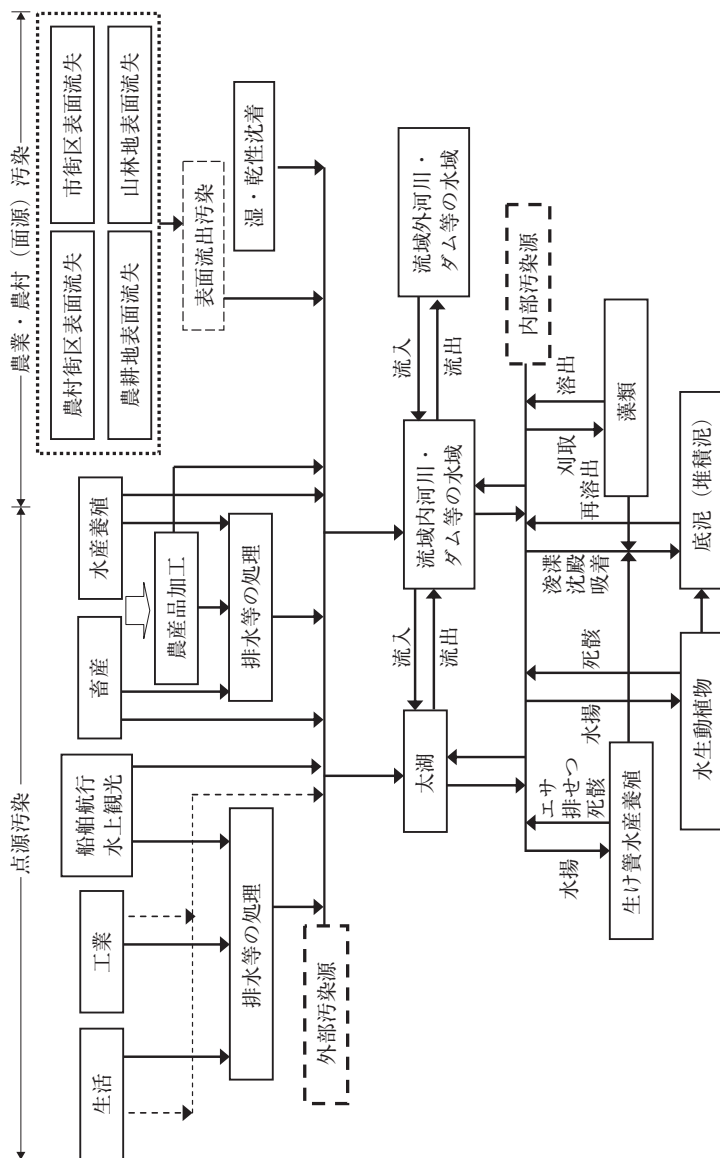 点源汚染
農業・農村（面源）汚染
生活
工業
船舶航行
水上観光
畜産
水産養殖
農村街区表面流失
市街区表面流失
農耕地表面流失
山林地表面流失
農産品加工
表面流出汚染
湿・乾性沈着
排水等の処理
排水等の処理
外部汚染源
太湖
流入
流出
流域内河川・
ダム等の水域
流入
流出
流域外河川・
ダム等の水域
内部汚染源
水揚
エサ
排せつ
死骸
水揚
死骸
浚渫
沈殿
吸着
再溶出
刈取
溶出
生け簀水産養殖
藻類
水生動植物
底泥（堆積泥）